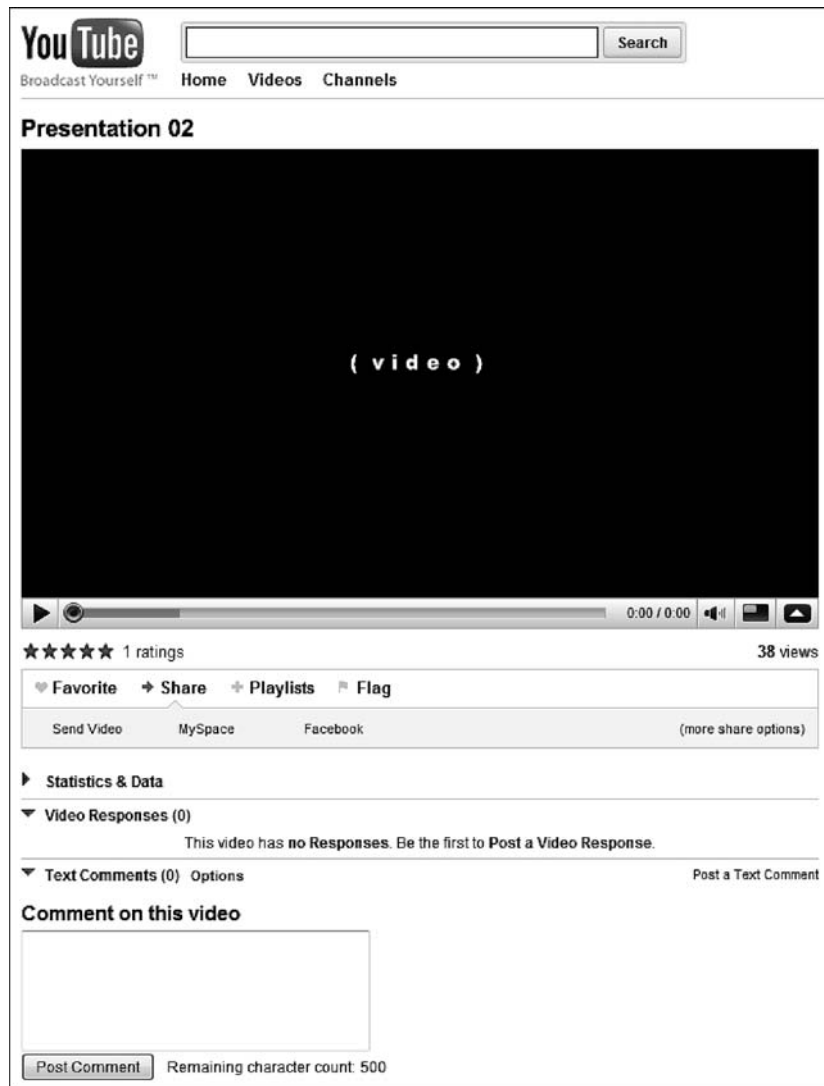 YouTube Search
Broadcast Yourself ™ Home Videos Channels
Presentation 02
( video )
0:00 / 0:00
1 ratings 38 views
Favorite Share Playlists Flag
Send Video MySpace Facebook (more share options)
Statistics & Data
Video Responses (0)
This video has no Responses. Be the first to Post a Video Response.
Text Comments (0) Options Post a Text Comment
Comment on this video
Post Comment Remaining character count: 500